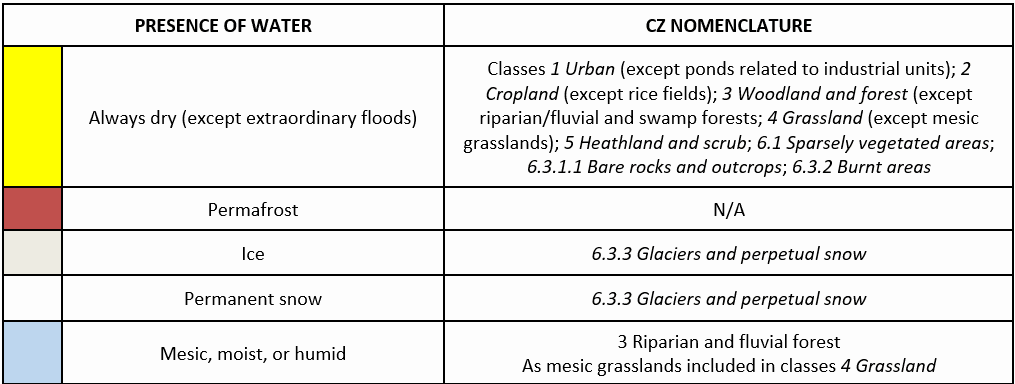 PRESENCE OF WATER
CZ NOMENCLATURE
Always dry (except extraordinary floods)
Classes 1 Urban (except ponds related to industrial units); 2
Cropland (except rice fields); 3 Woodland and forest (except
riparian/fluvial and swamp forests; 4 Grassland (except mesic
grasslands); 5 Heathland and scrub; 6.1 Sparsely vegetated areas;
6.3.1.1 Bare rocks and outcrops; 6.3.2 Burnt areas
Permafrost
N/A
Ice
6.3.3 Glaciers and perpetual snow
Permanent snow
6.3.3 Glaciers and perpetual snow
Mesic, moist, or humid
3 Riparian and fluvial forest
As mesic grasslands included in classes 4 Grassland